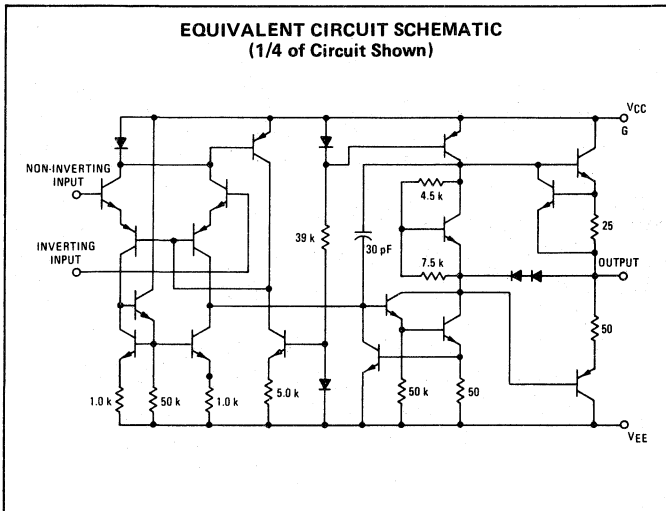 EQUIVALENT CIRCUIT SCHEMATIC
(1/4 of Circuit Shown)
VCC
G
NON-INVERTING
INPUT
4.5 k
25
39 k
30 pF
INVERTING
INPUT
7.5 k
OUTPUT
50
1.0 k
50 k
1.0 k
5.0 k
50 k
50
VEE